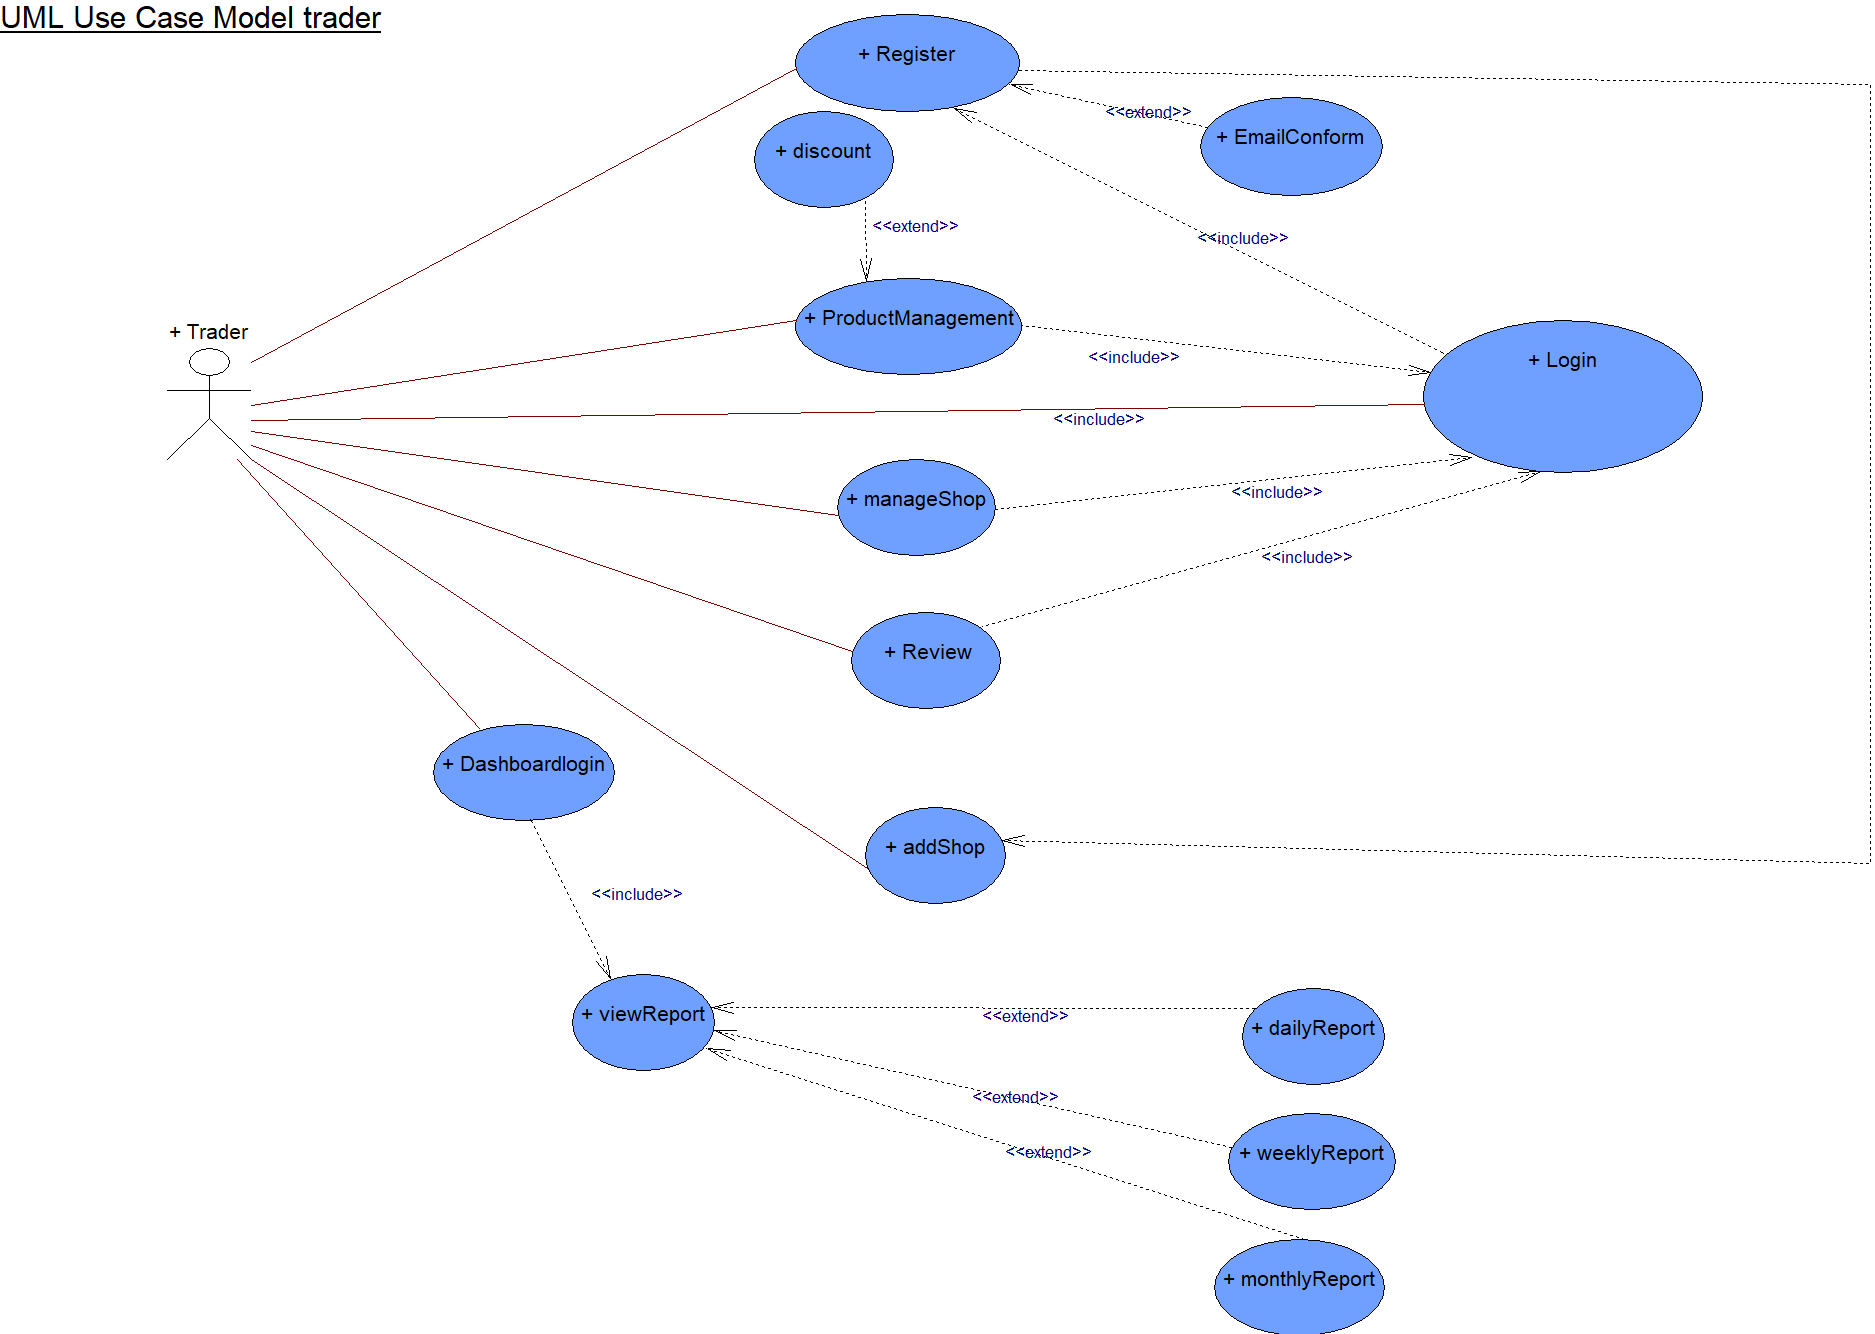 UML Use Case Model trader
+ Register
<<extend>>
+ EmailConform
+ discount
<<extend>>
<<include>>
+ ProductManagement
+ Trader
<<include>>
+ Login
<<include>>
+ manageShop
<<include>>
<<include>>
+ Review
+ Dashboardlogin
+ addShop
<<include>>
+ viewReport
<<extend>>
+ dailyReport
<<extend>>
<<extend>>
+ weeklyReport
+ monthlyReport